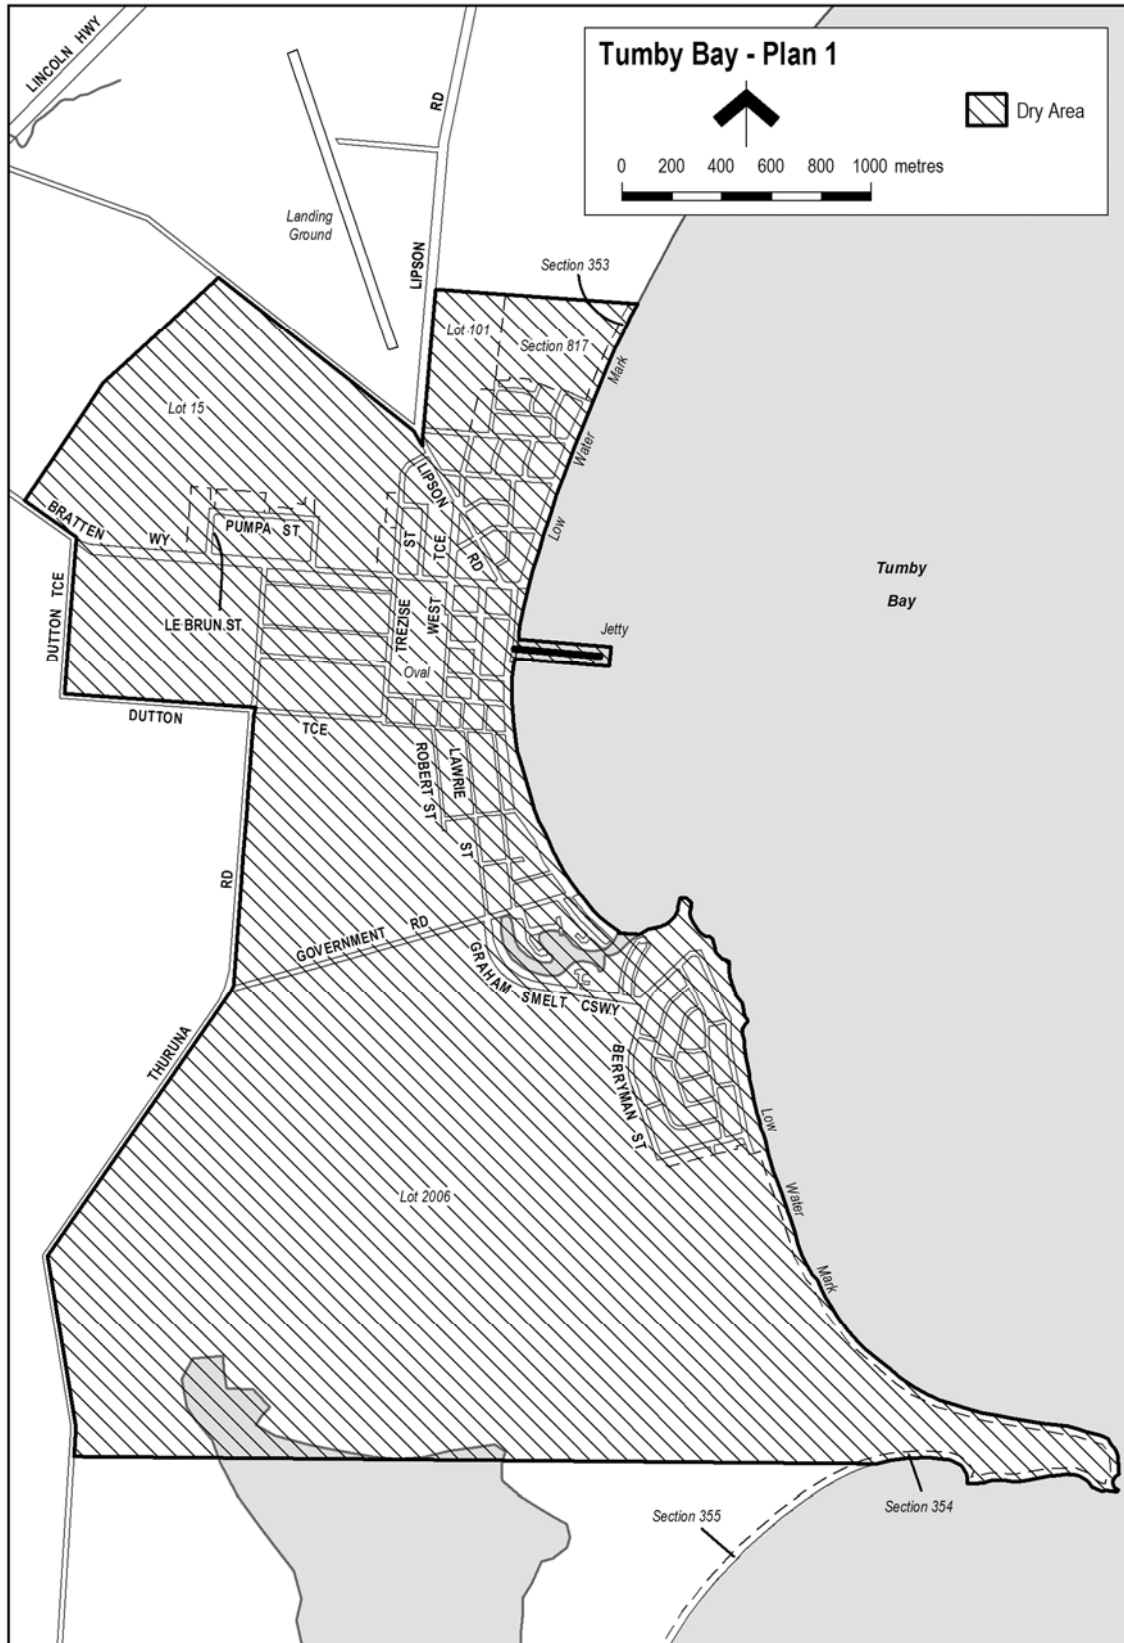 LINCOLN HWY
RD
Tumby Bay - Plan 1
Dry Area
0 200 400 600 800 1000 metres
Landing
Ground
LIPSON
Section 353
Lot 101
Section 817
Mark
Water
Low
Lot 15
LIPSON
RD
BRATTEN
WY
PUMPA ST
ST
TCE
DUTTON TCE
LE BRUN ST
TREZISE
WEST
Tumby
Bay
Jetty
Oval
DUTTON
TCE
ROBERT ST
LAWRIE
ST
RD
GOVERNMENT RD
GRAHAM
SMELT
CSWY
THURUNA
BERRYMAN ST
Low
Water
Mark
Lot 2006
Section 354
Section 355